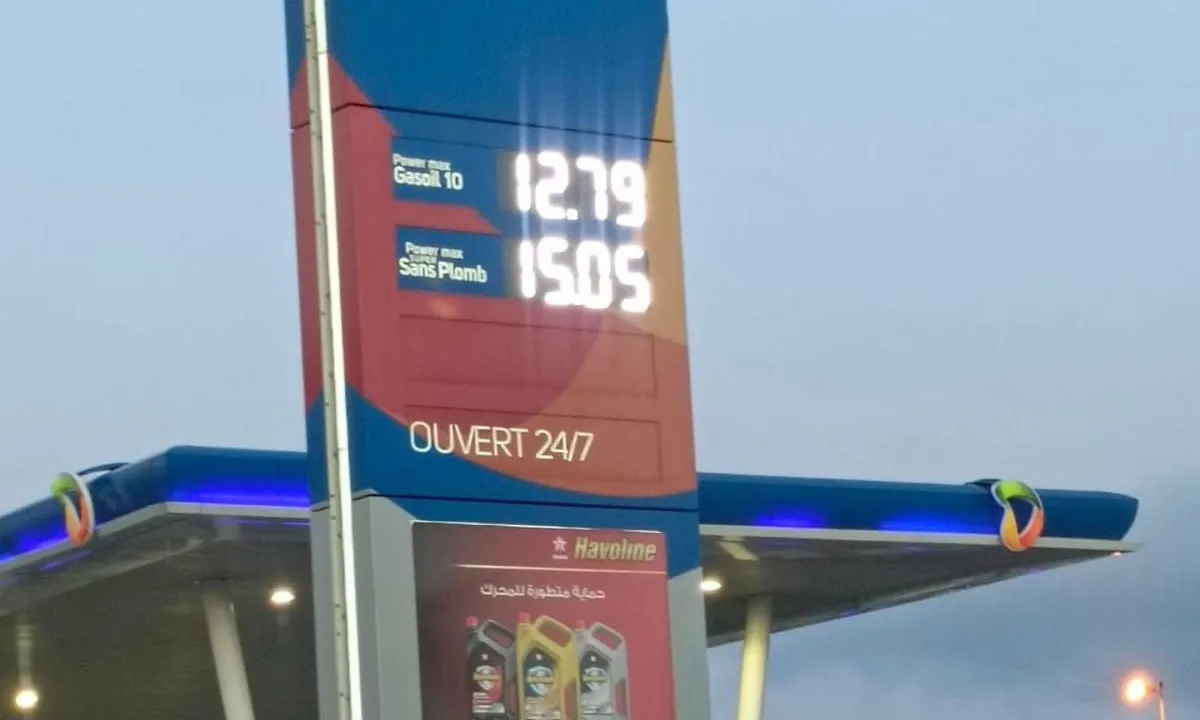 Power max
Gasoil 10
12.79
Power max
SUPER
Sans Plomb
15.05
OUVERT 24/7
Havoline
حماية متطورة للمحرك